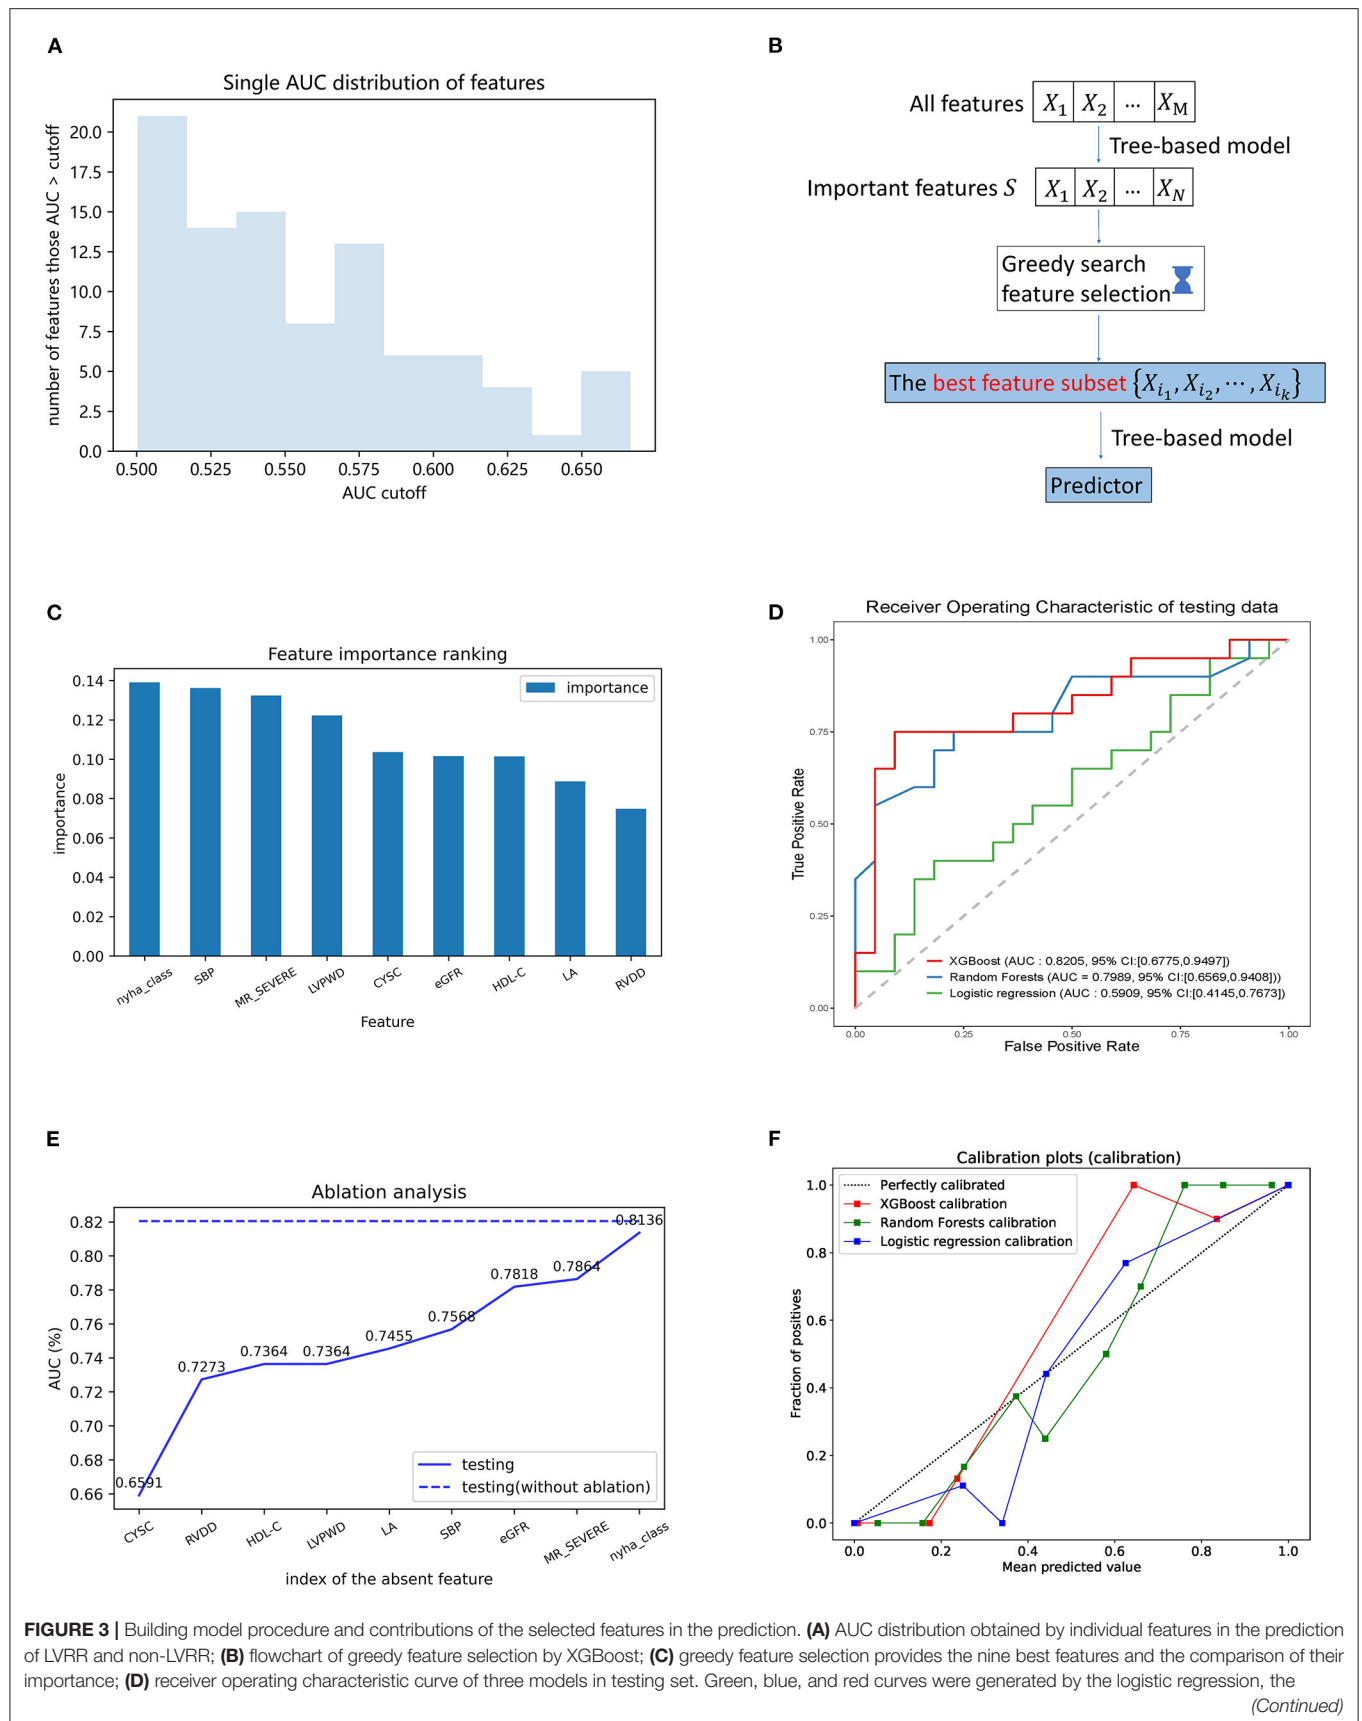 A
Single AUC distribution of features
number of features those AUC > cutoff
20.0
17.5
15.0
12.5
10.0
7.5
5.0
2.5
0.0
0.500 0.525 0.550 0.575 0.600 0.625 0.650
AUC cutoff
B
All features X1 X2 ... XM
Tree-based model
Important features S X1 X2 ... XN
Greedy search
feature selection
The best feature subset {Xi1, Xi2, ⋯, Xik}
Tree-based model
Predictor
C
Feature importance ranking
importance
importance
0.14
0.12
0.10
0.08
0.06
0.04
0.02
0.00
nyha_class SBP MR_SEVERE LVPWD CYSC eGFR HDL-C LA RVDD
Feature
D
Receiver Operating Characteristic of testing data
True Positive Rate
1.00
0.75
0.50
0.25
0.00
XGBoost (AUC : 0.8205, 95% CI:[0.6775,0.9497])
Random Forests (AUC = 0.7989, 95% CI:[0.6569,0.9408]))
Logistic regression (AUC : 0.5909, 95% CI:[0.4145,0.7673])
0.00 0.25 0.50 0.75 1.00
False Positive Rate
E
Ablation analysis
AUC (%)
0.82
0.80
0.78
0.76
0.74
0.72
0.70
0.68
0.66
0.6591 0.7273 0.7364 0.7364 0.7455 0.7568 0.7818 0.7864 0.8136
testing
testing(without ablation)
CYSC RVDD HDL-C LVPWD LA SBP eGFR MR_SEVERE nyha_class
index of the absent feature
F
Calibration plots (calibration)
Fraction of positives
1.0
0.8
0.6
0.4
0.2
0.0
Perfectly calibrated
XGBoost calibration
Random Forests calibration
Logistic regression calibration
0.0 0.2 0.4 0.6 0.8 1.0
Mean predicted value
FIGURE 3 | Building model procedure and contributions of the selected features in the prediction. (A) AUC distribution obtained by individual features in the prediction
of LVRR and non-LVRR; (B) flowchart of greedy feature selection by XGBoost; (C) greedy feature selection provides the nine best features and the comparison of their
importance; (D) receiver operating characteristic curve of three models in testing set. Green, blue, and red curves were generated by the logistic regression, the
(Continued)